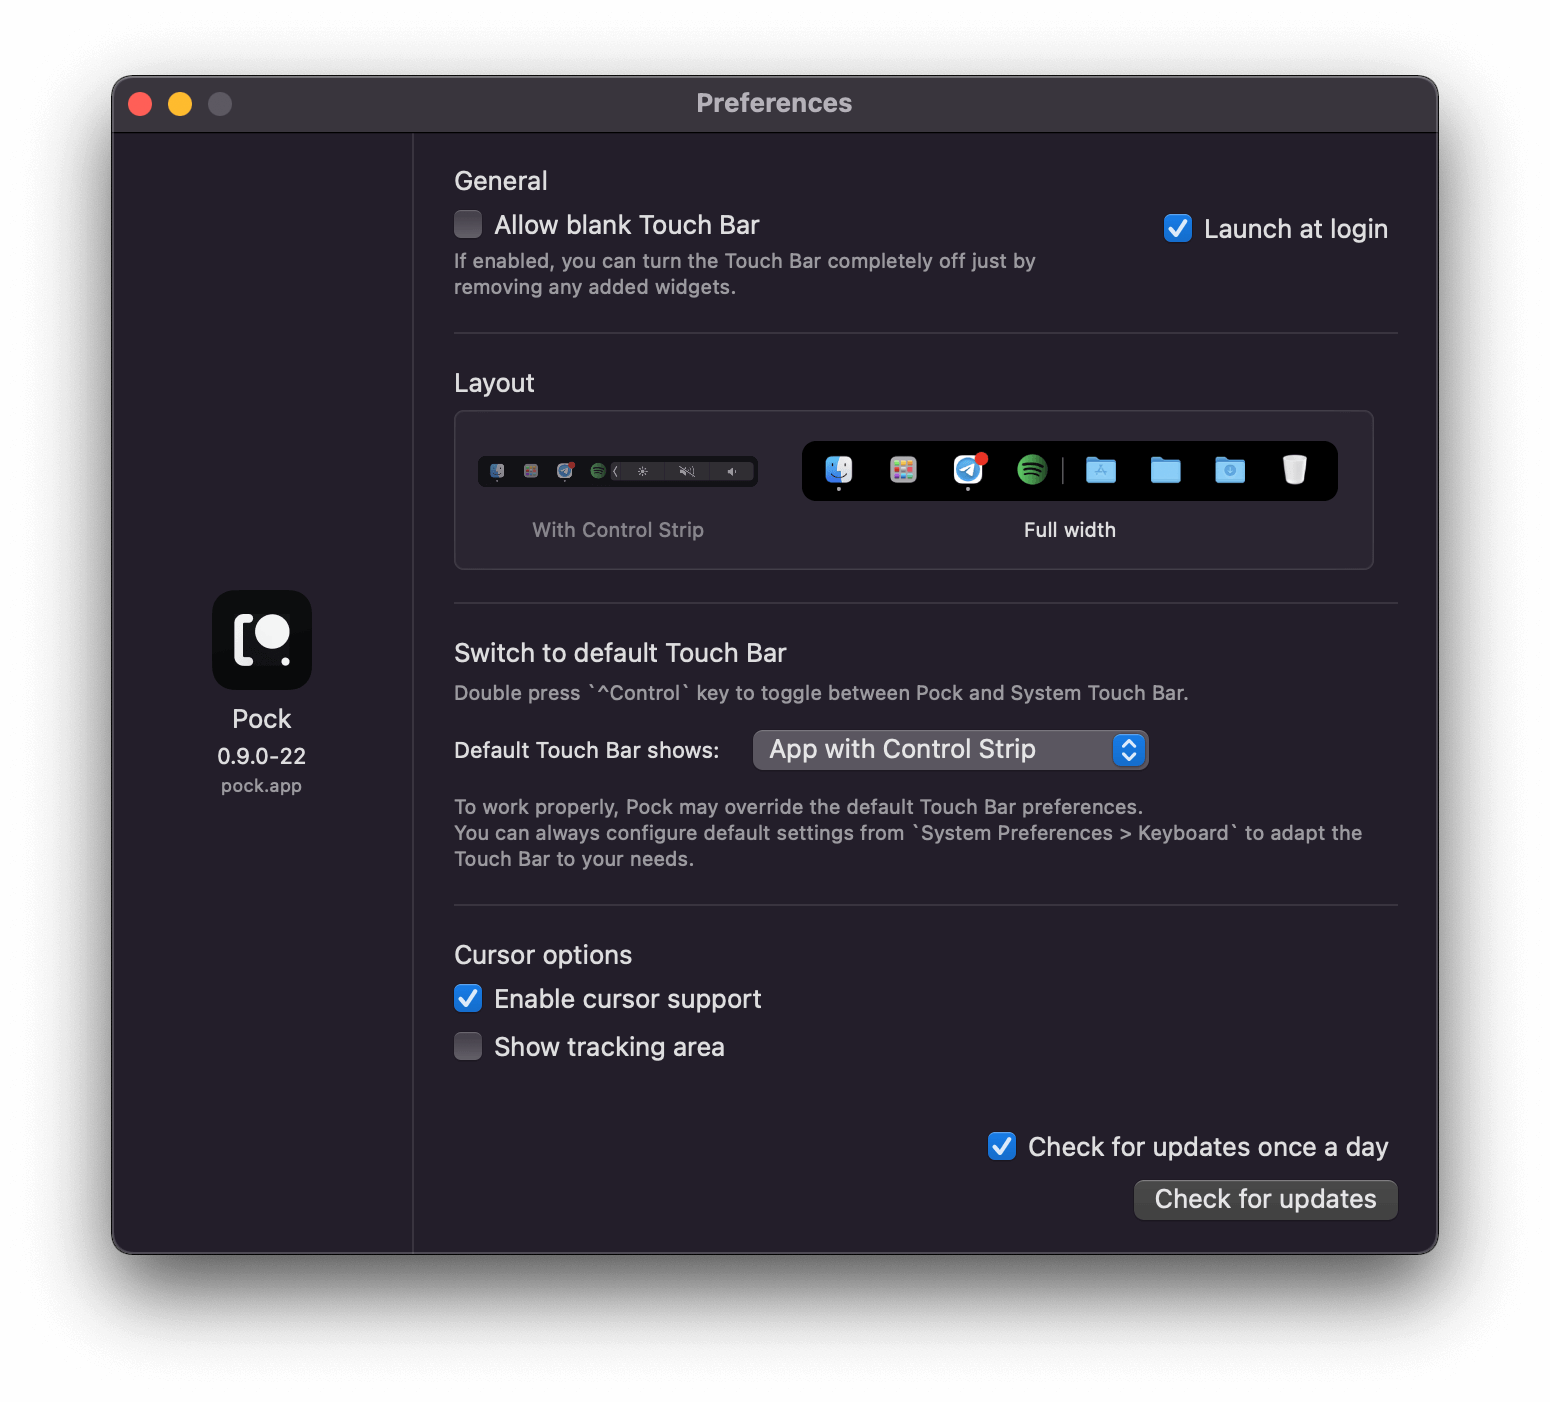 Preferences
General
Allow blank Touch Bar
Launch at login
If enabled, you can turn the Touch Bar completely off just by
removing any added widgets.
Layout
With Control Strip
Full width
Switch to default Touch Bar
Double press `^Control` key to toggle between Pock and System Touch Bar.
Default Touch Bar shows:
App with Control Strip
To work properly, Pock may override the default Touch Bar preferences.
You can always configure default settings from `System Preferences > Keyboard` to adapt the
Touch Bar to your needs.
Cursor options
Enable cursor support
Show tracking area
Check for updates once a day
Check for updates
Pock
0.9.0-22
pock.app